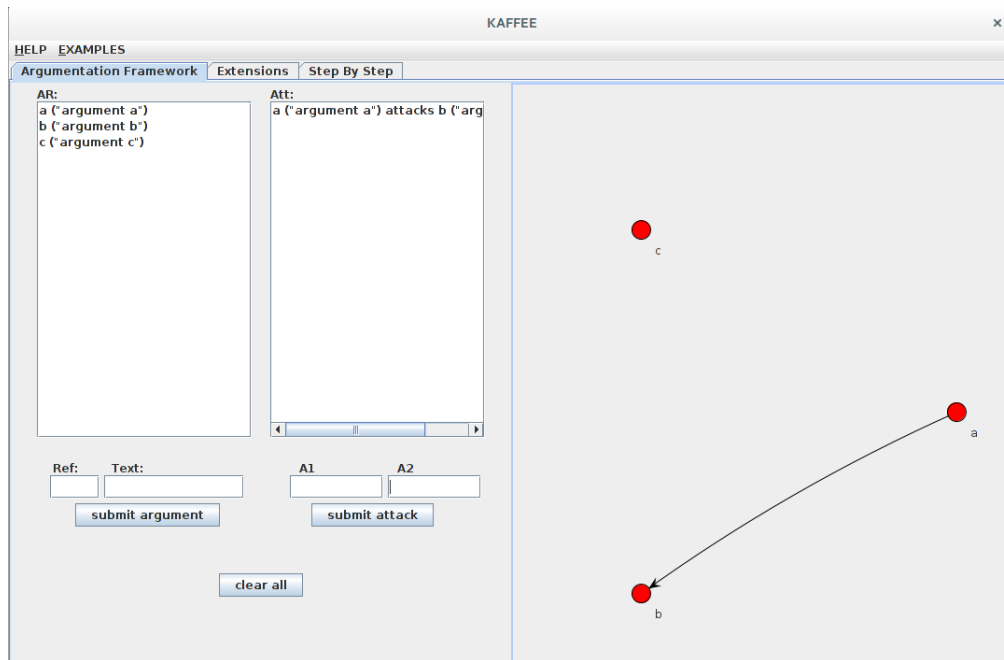 KAFFEE
×
HELP EXAMPLES
Argumentation Framework Extensions Step By Step
AR:
a ("argument a")
b ("argument b")
c ("argument c")
Att:
a ("argument a") attacks b ("arg
Ref: Text:
submit argument
A1 A2
submit attack
clear all
c
a
b